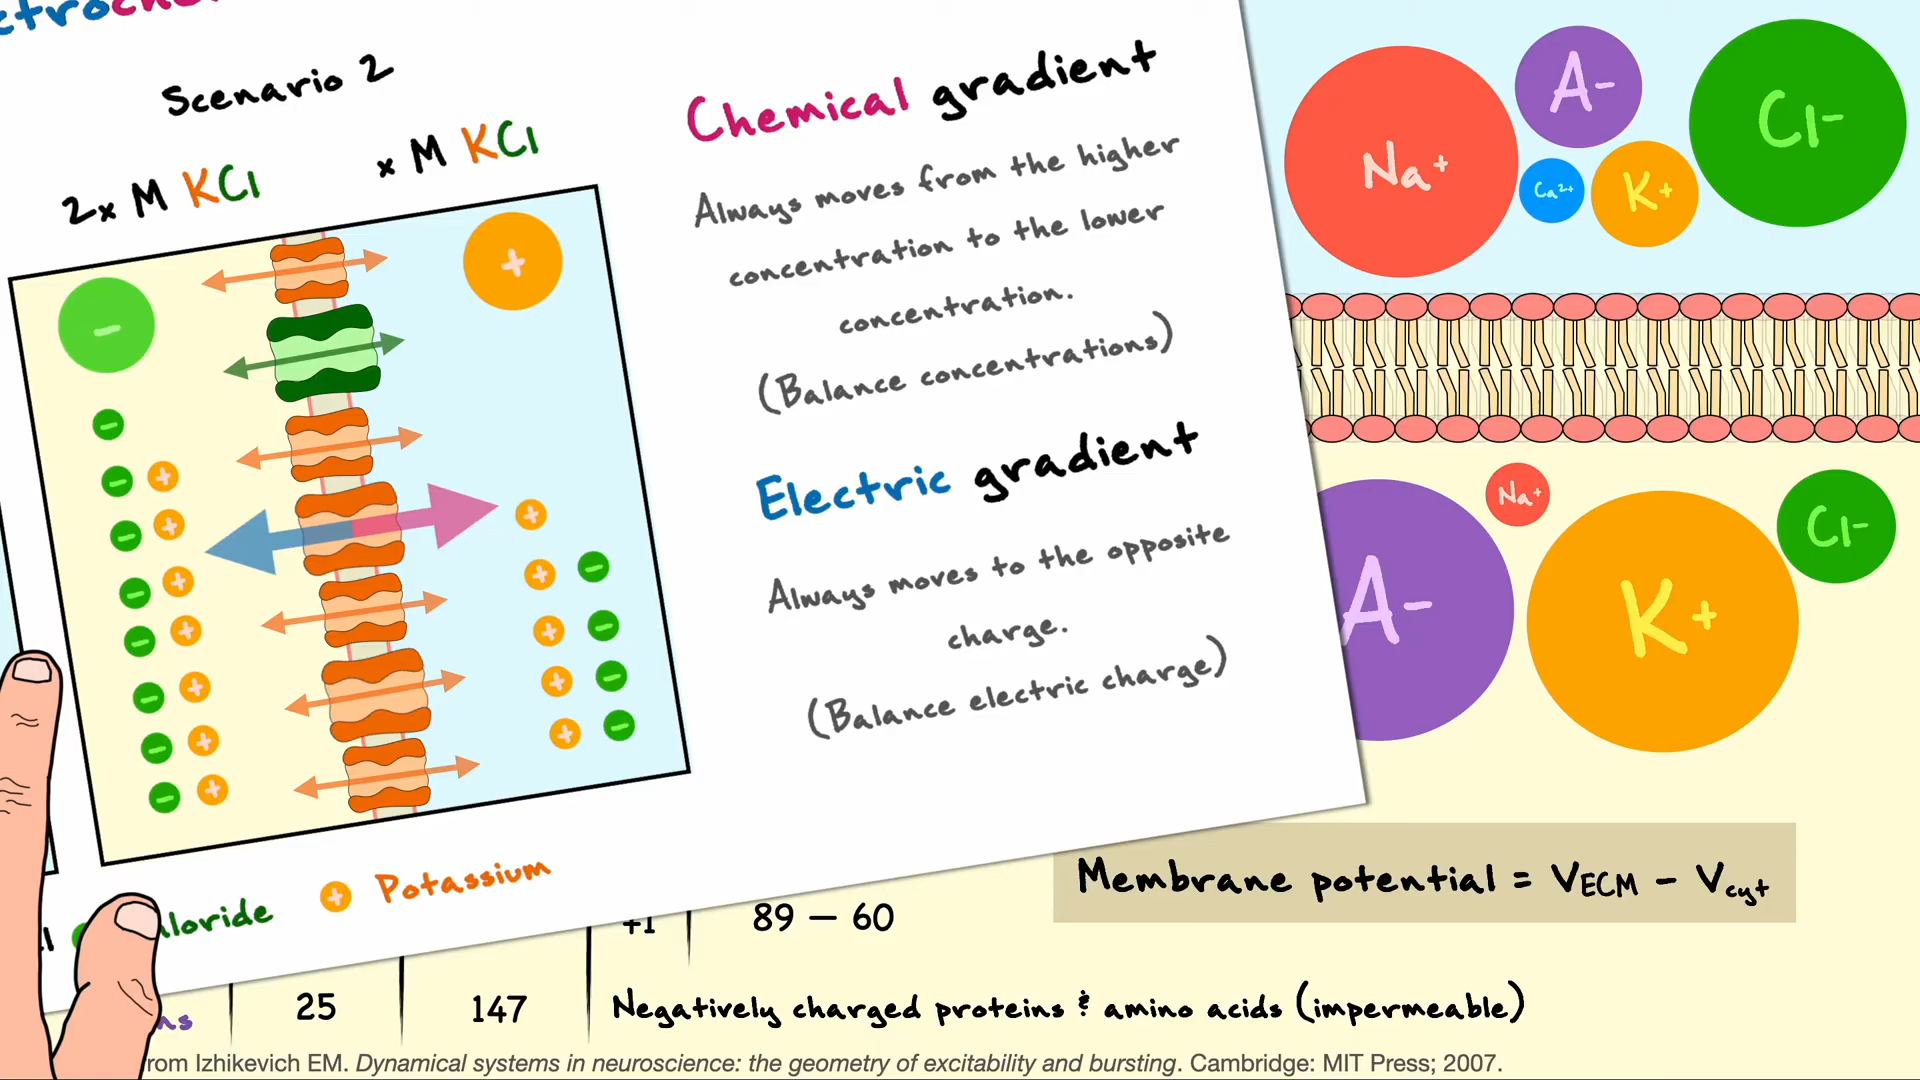 Scenario 2
2x M KCl
x M KCl
Chemical gradient
Always moves from the higher
concentration to the lower
concentration.
(Balance concentrations)
Electric gradient
Always moves to the opposite
charge.
(Balance electric charge)
+ Potassium
Na+
A-
Ca2+
K+
Cl-
A-
Na+
K+
Cl-
Membrane potential = VECM - Vcyt
+1
89 – 60
25
147
Negatively charged proteins & amino acids (impermeable)
Izhikevich EM. Dynamical systems in neuroscience: the geometry of excitability and bursting. Cambridge: MIT Press; 2007.